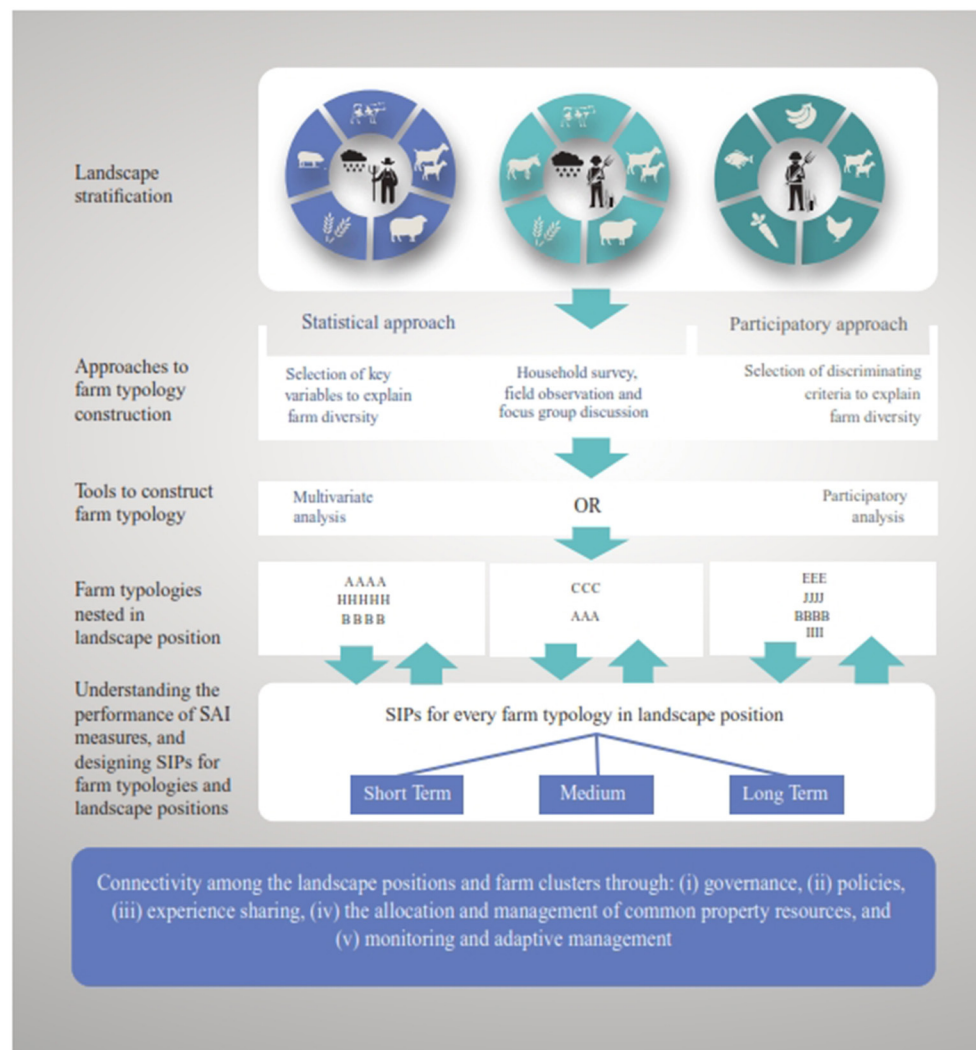 Landscape
stratification
Statistical approach
Participatory approach
Approaches to
farm typology
construction
Selection of key
variables to explain
farm diversity
Household survey,
field observation and
focus group discussion
Selection of discriminating
criteria to explain
farm diversity
Tools to construct
farm typology
Multivariate
analysis
OR
Participatory
analysis
Farm typologies
nested in
landscape position
AAAA
HHHHH
BBBB
CCC
AAA
EEE
JJJJ
BBBB
IIII
Understanding the
performance of SAI
measures, and
designing SIPs for
farm typologies and
landscape positions
SIPs for every farm typology in landscape position
Short Term
Medium
Long Term
Connectivity among the landscape positions and farm clusters through: (i) governance, (ii) policies,
(iii) experience sharing, (iv) the allocation and management of common property resources, and
(v) monitoring and adaptive management